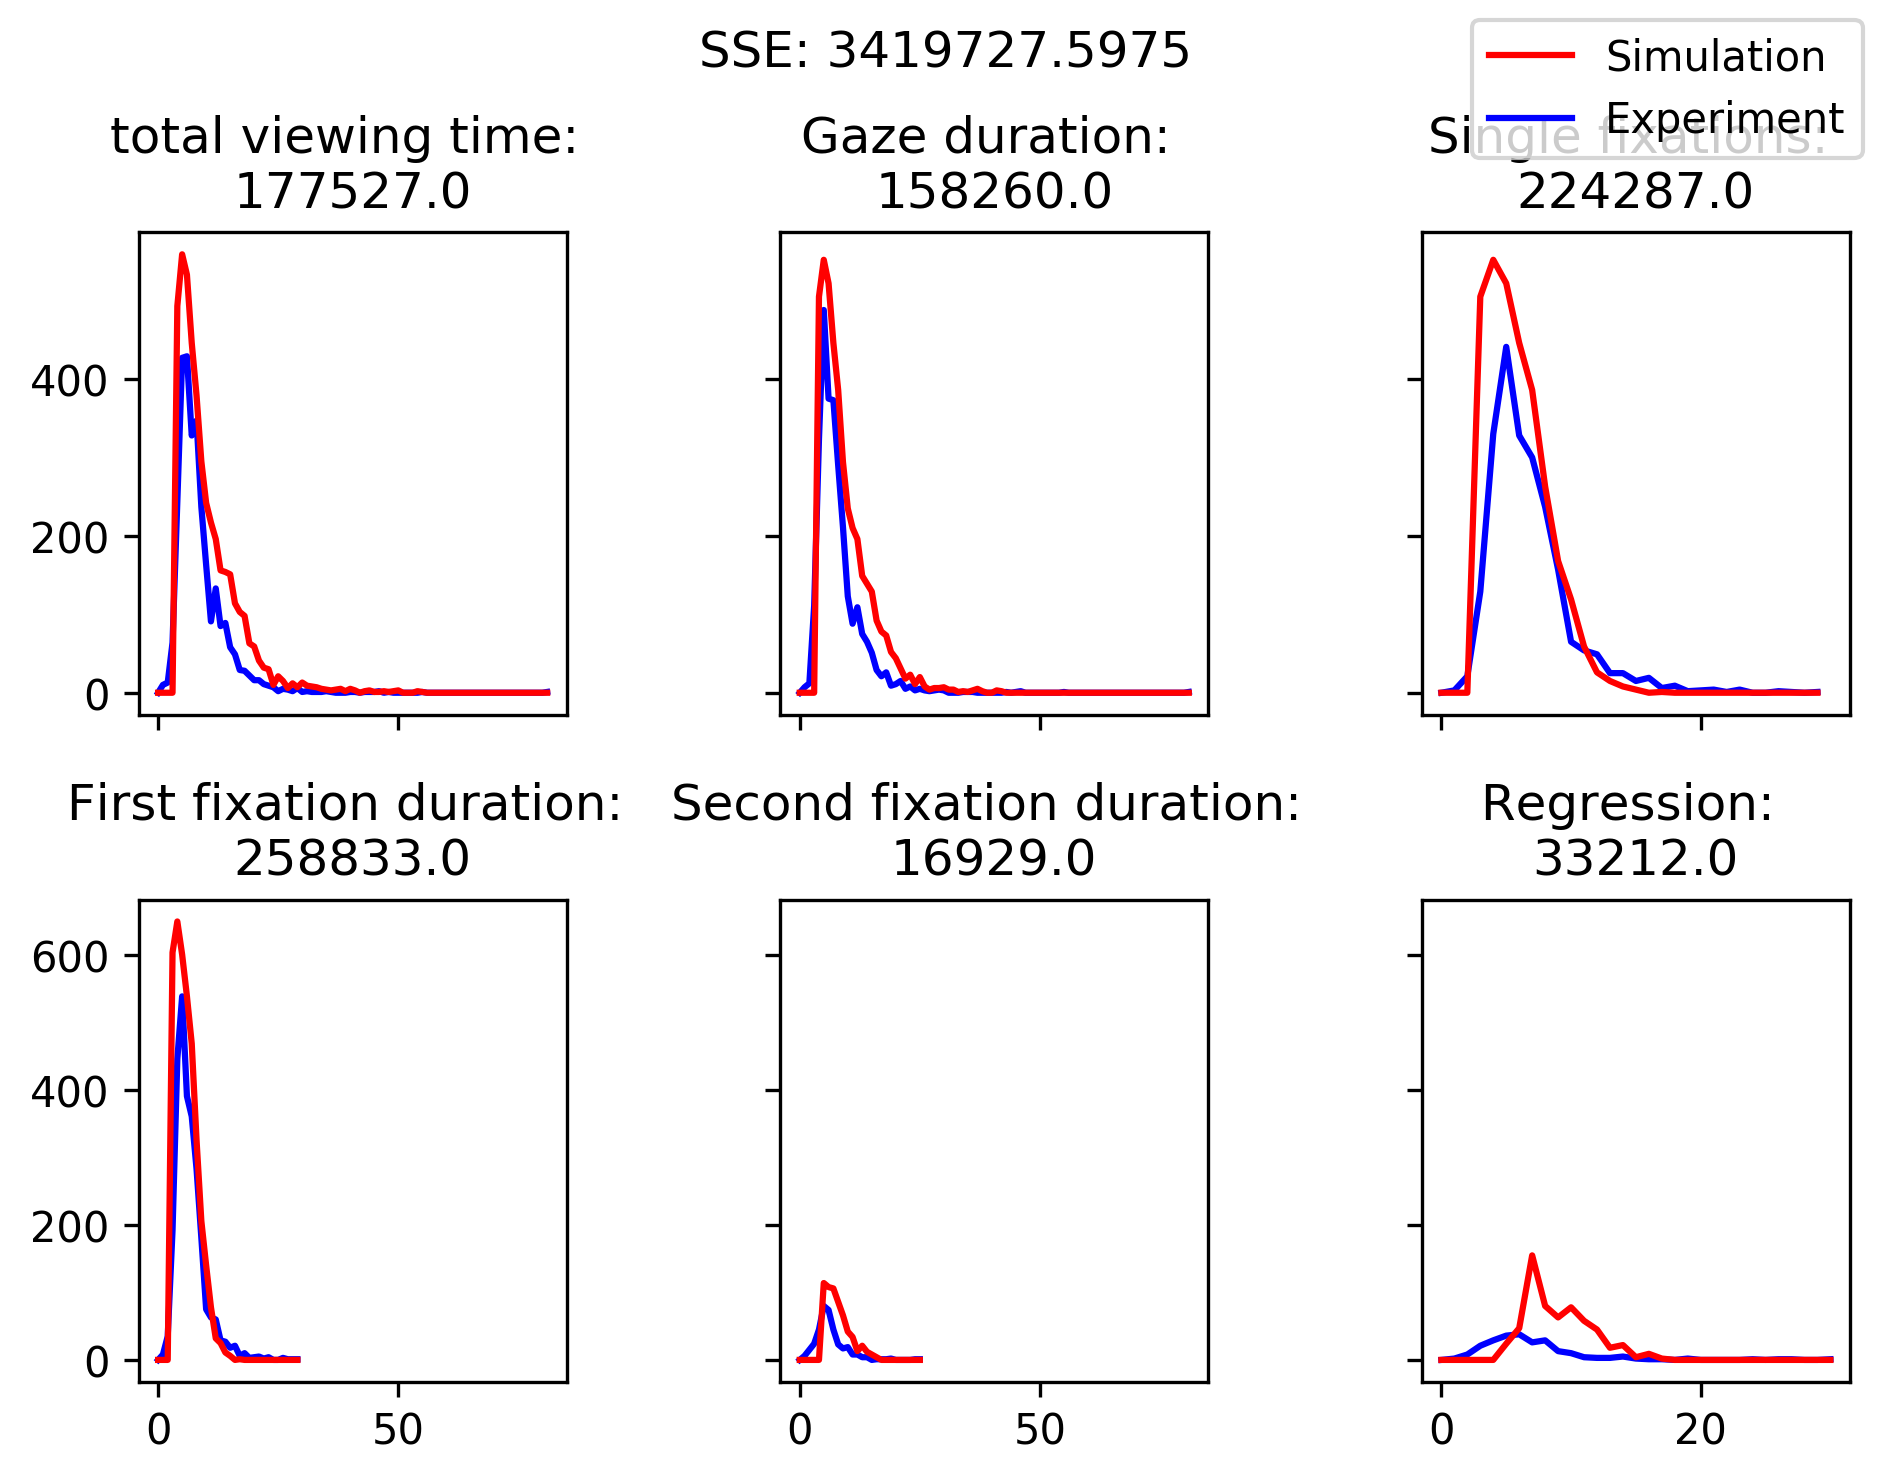 SSE: 3419727.5975
Simulation
Experiment
total viewing time:
177527.0
Gaze duration:
158260.0
Single fixations:
224287.0
400
200
0
First fixation duration:
258833.0
Second fixation duration:
16929.0
Regression:
33212.0
600
400
200
0
0 50
0 50
0 20